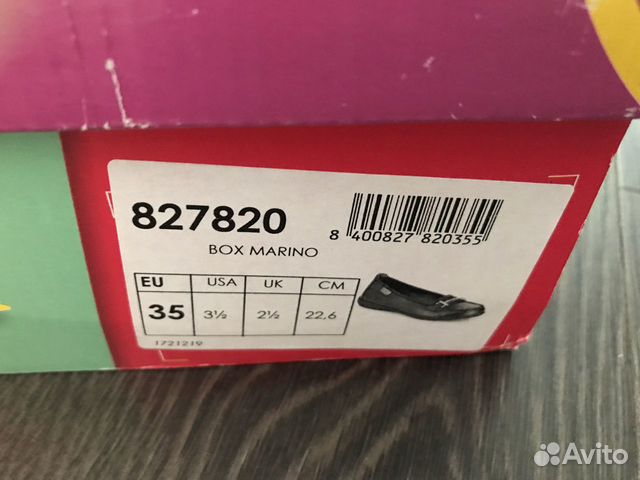 827820
BOX MARINO
8 400827 820355
EU USA UK CM
35 3½ 2½ 22,6
1721219
Avito